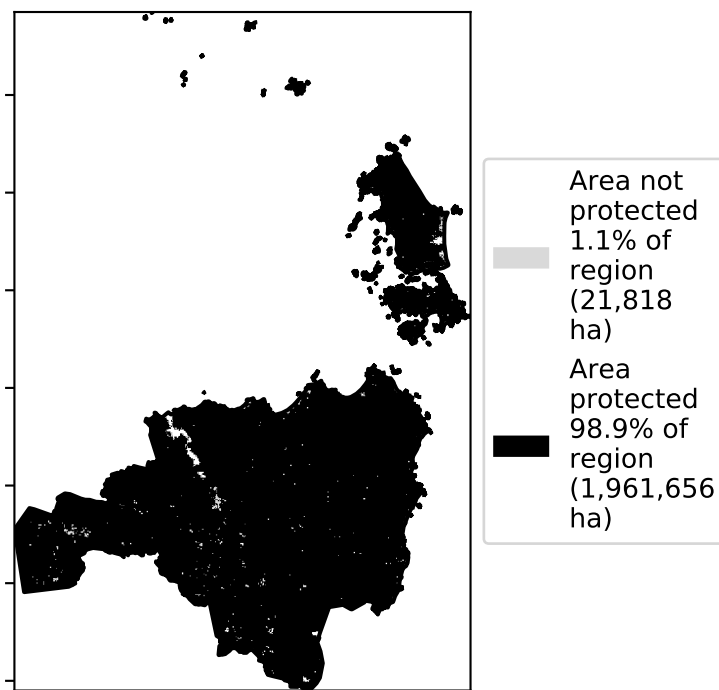 Area not
protected
1.1% of
region
(21,818
ha)
Area
protected
98.9% of
region
(1,961,656
ha)